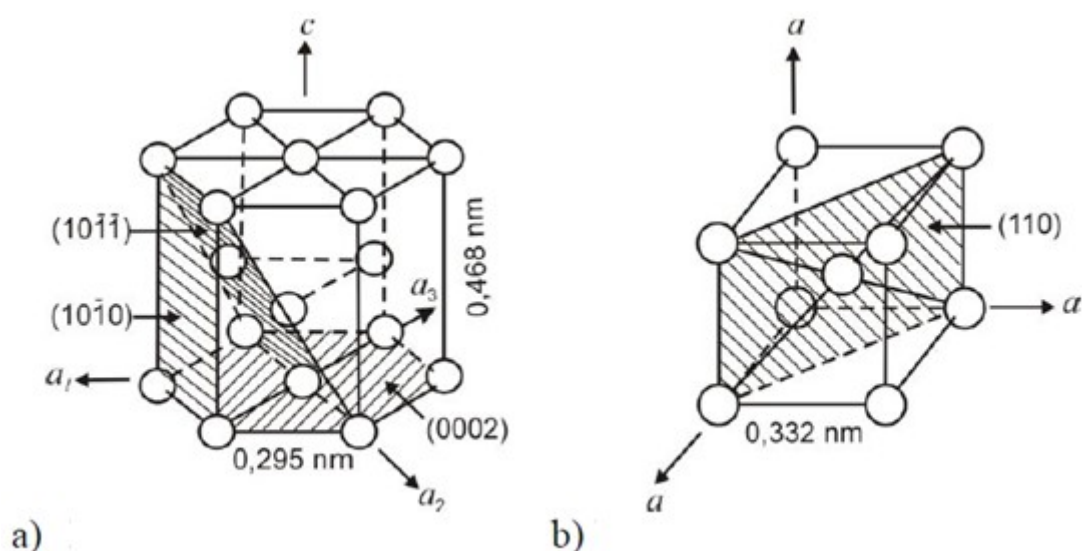 c
(101̄1̄)
(101̄0)
a₁
a₂
a₃
0,468 nm
(0002)
0,295 nm
a)
a
(110)
a
0,332 nm
a
b)